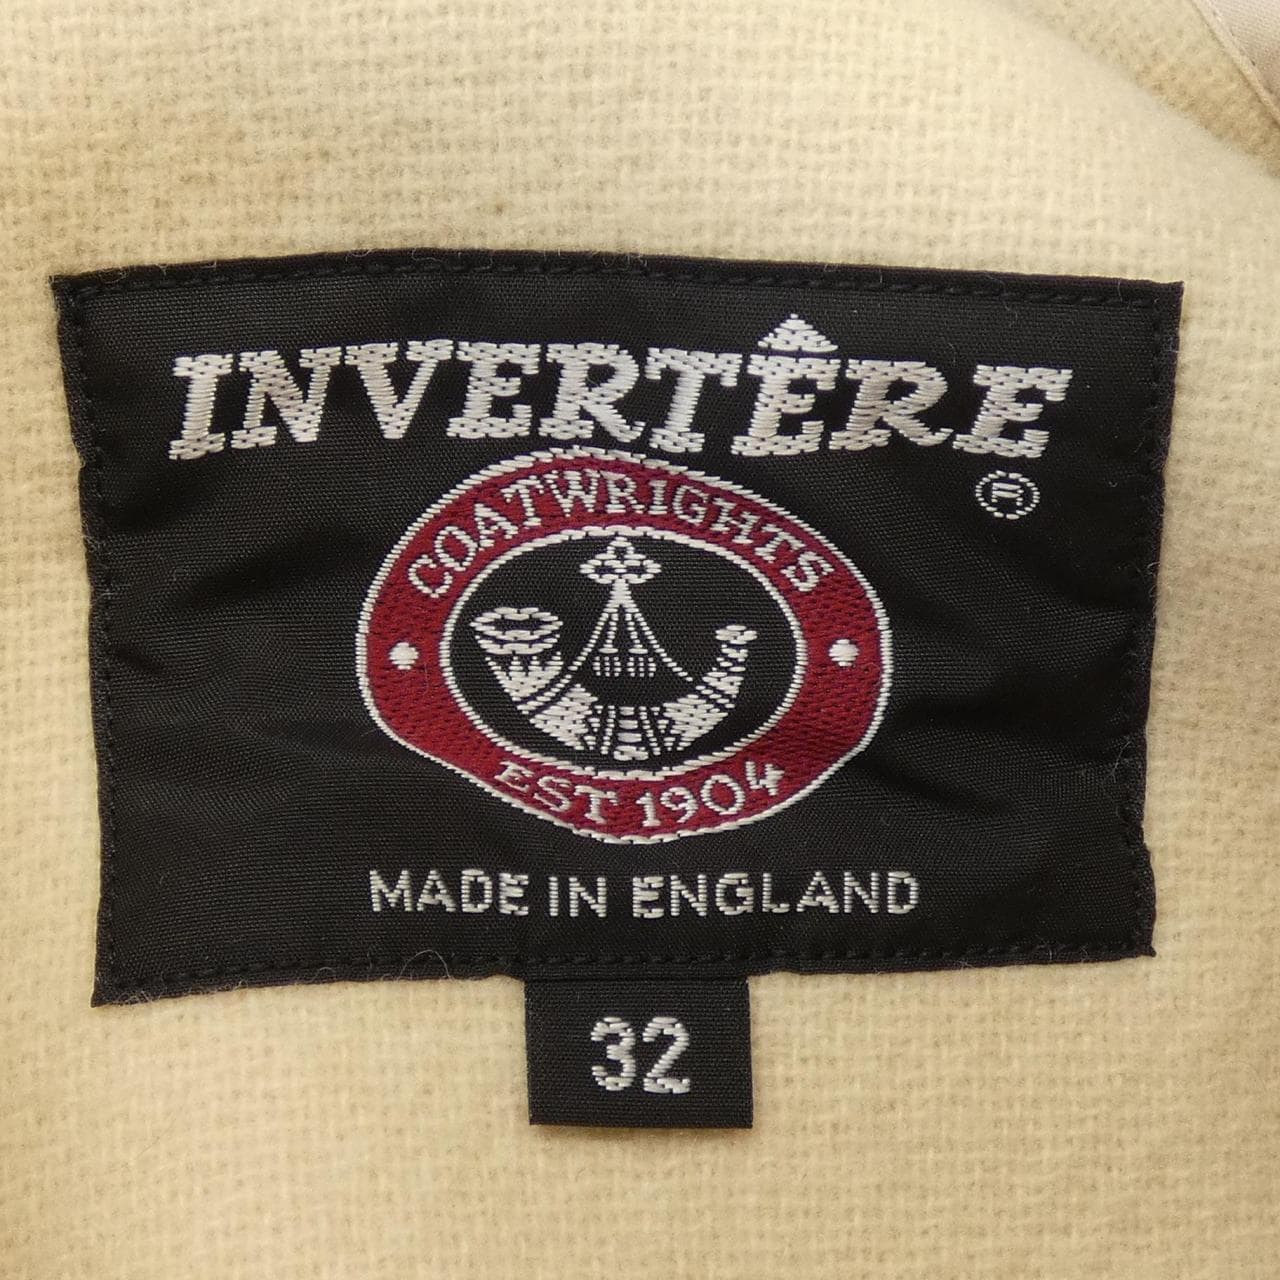 INVERTÊRE
®
COATWRIGHTS
EST 1904
MADE IN ENGLAND
32